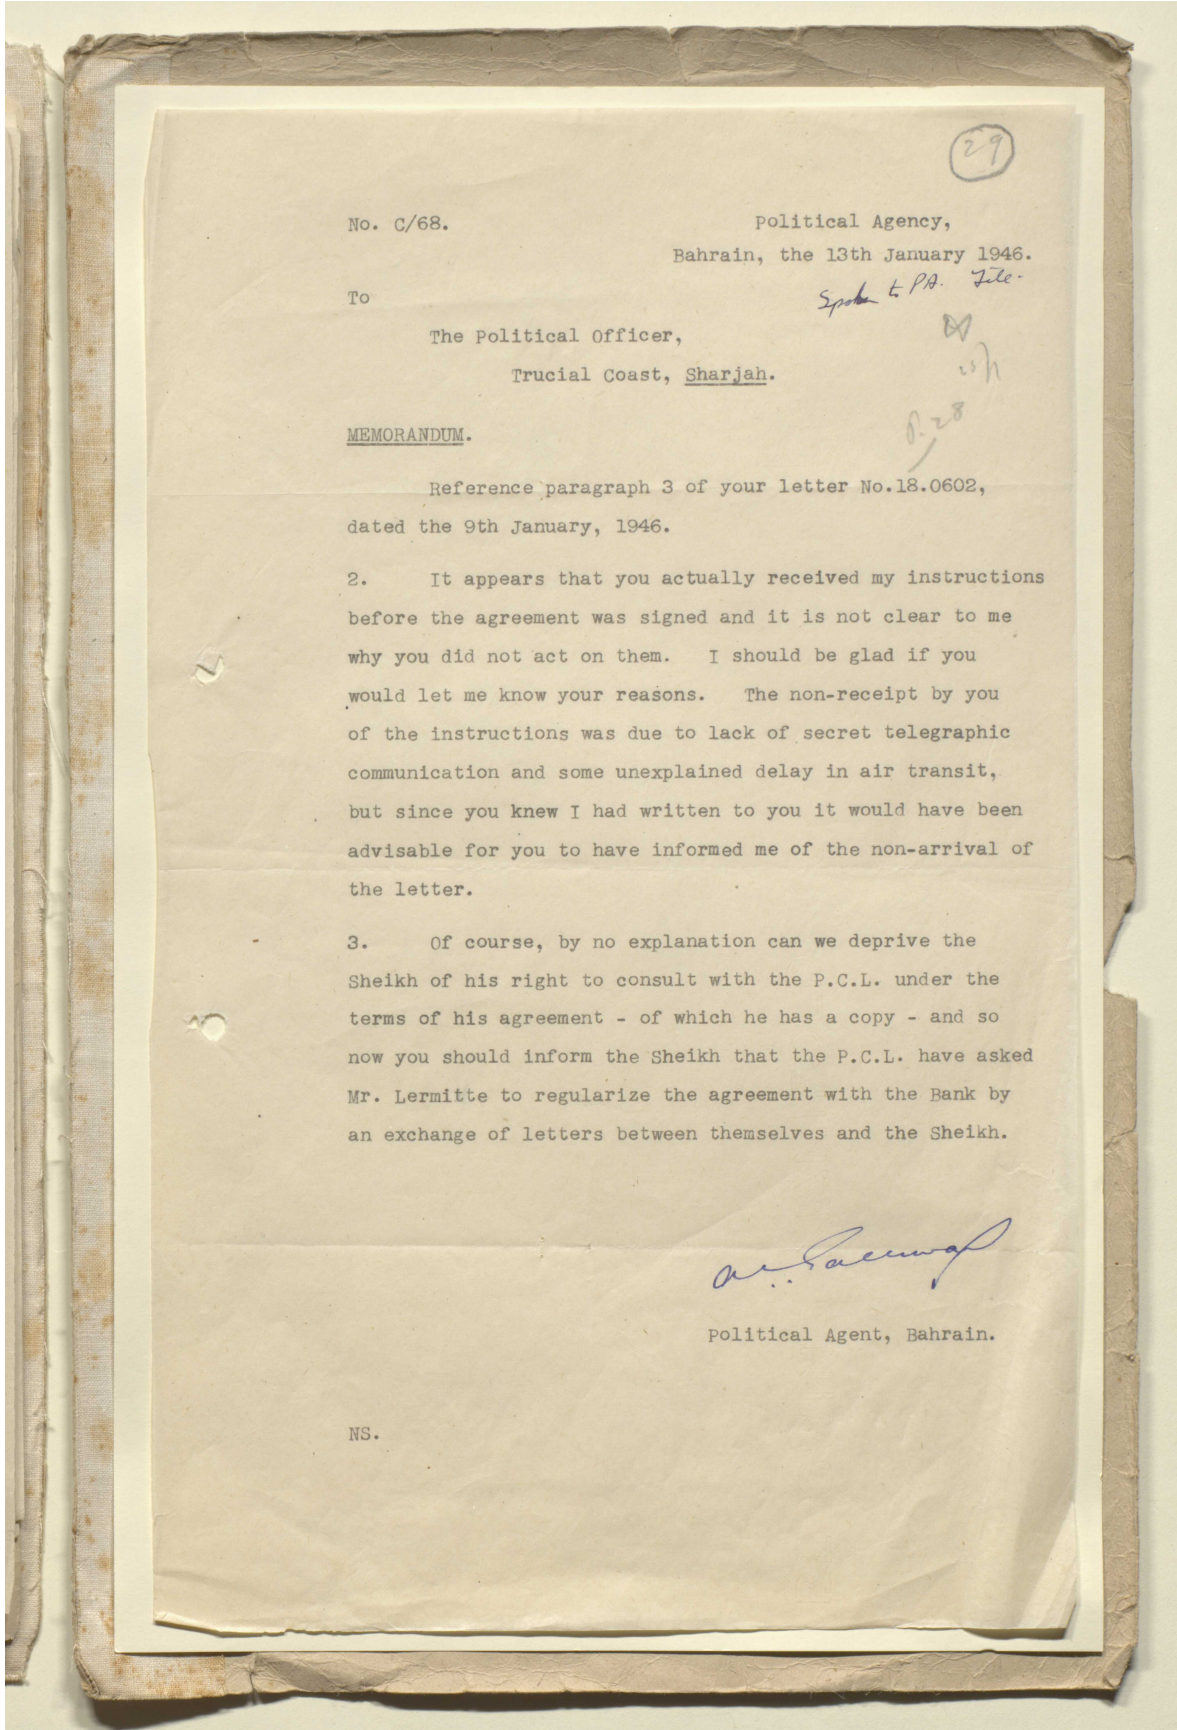 29
No. C/68.
Political Agency,
Bahrain, the 13th January 1946.
Spoken to PA. File.
To
The Political Officer,
Trucial Coast, Sharjah.
p. 28
MEMORANDUM.
Reference paragraph 3 of your letter No.18.0602,
dated the 9th January, 1946.
2. It appears that you actually received my instructions
before the agreement was signed and it is not clear to me
why you did not act on them. I should be glad if you
would let me know your reasons. The non-receipt by you
of the instructions was due to lack of secret telegraphic
communication and some unexplained delay in air transit,
but since you knew I had written to you it would have been
advisable for you to have informed me of the non-arrival of
the letter.
3. Of course, by no explanation can we deprive the
Sheikh of his right to consult with the P.C.L. under the
terms of his agreement - of which he has a copy - and so
now you should inform the Sheikh that the P.C.L. have asked
Mr. Lermitte to regularize the agreement with the Bank by
an exchange of letters between themselves and the Sheikh.
Political Agent, Bahrain.
NS.